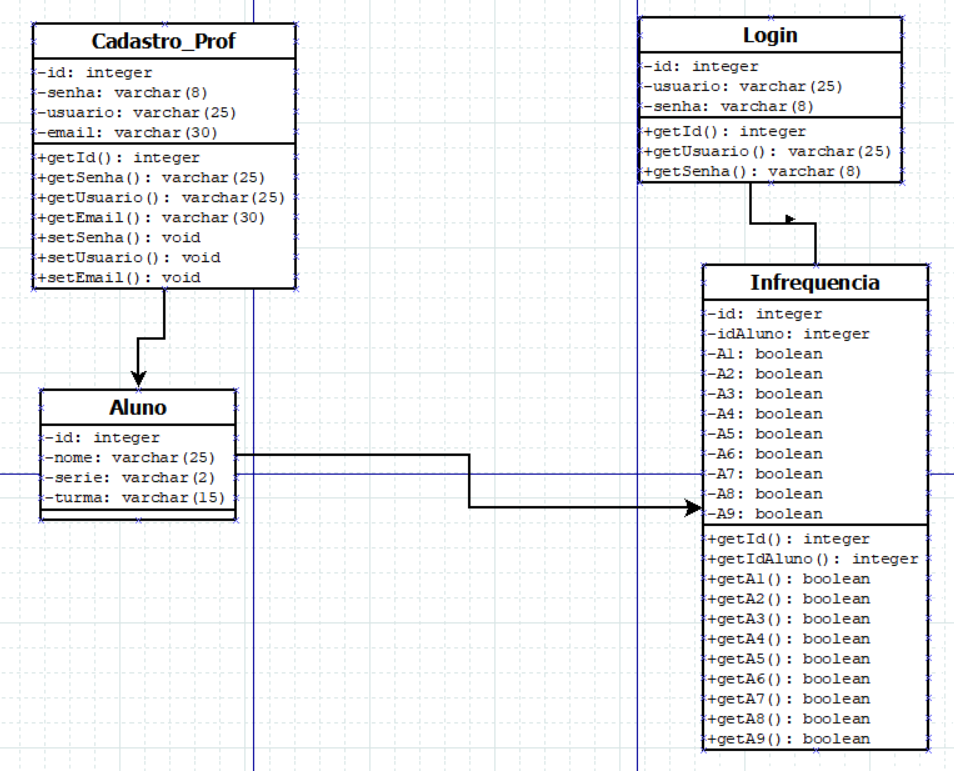 Cadastro_Prof
-id: integer
-senha: varchar(8)
-usuario: varchar(25)
-email: varchar(30)
+getId(): integer
+getSenha(): varchar(25)
+getUsuario(): varchar(25)
+getEmail(): varchar(30)
+setSenha(): void
+setUsuario(): void
+setEmail(): void
Login
-id: integer
-usuario: varchar(25)
-senha: varchar(8)
+getId(): integer
+getUsuario(): varchar(25)
+getSenha(): varchar(8)
Aluno
-id: integer
-nome: varchar(25)
-serie: varchar(2)
-turma: varchar(15)
Infrequencia
-id: integer
-idAluno: integer
-A1: boolean
-A2: boolean
-A3: boolean
-A4: boolean
-A5: boolean
-A6: boolean
-A7: boolean
-A8: boolean
-A9: boolean
+getId(): integer
+getIdAluno(): integer
+getA1(): boolean
+getA2(): boolean
+getA3(): boolean
+getA4(): boolean
+getA5(): boolean
+getA6(): boolean
+getA7(): boolean
+getA8(): boolean
+getA9(): boolean